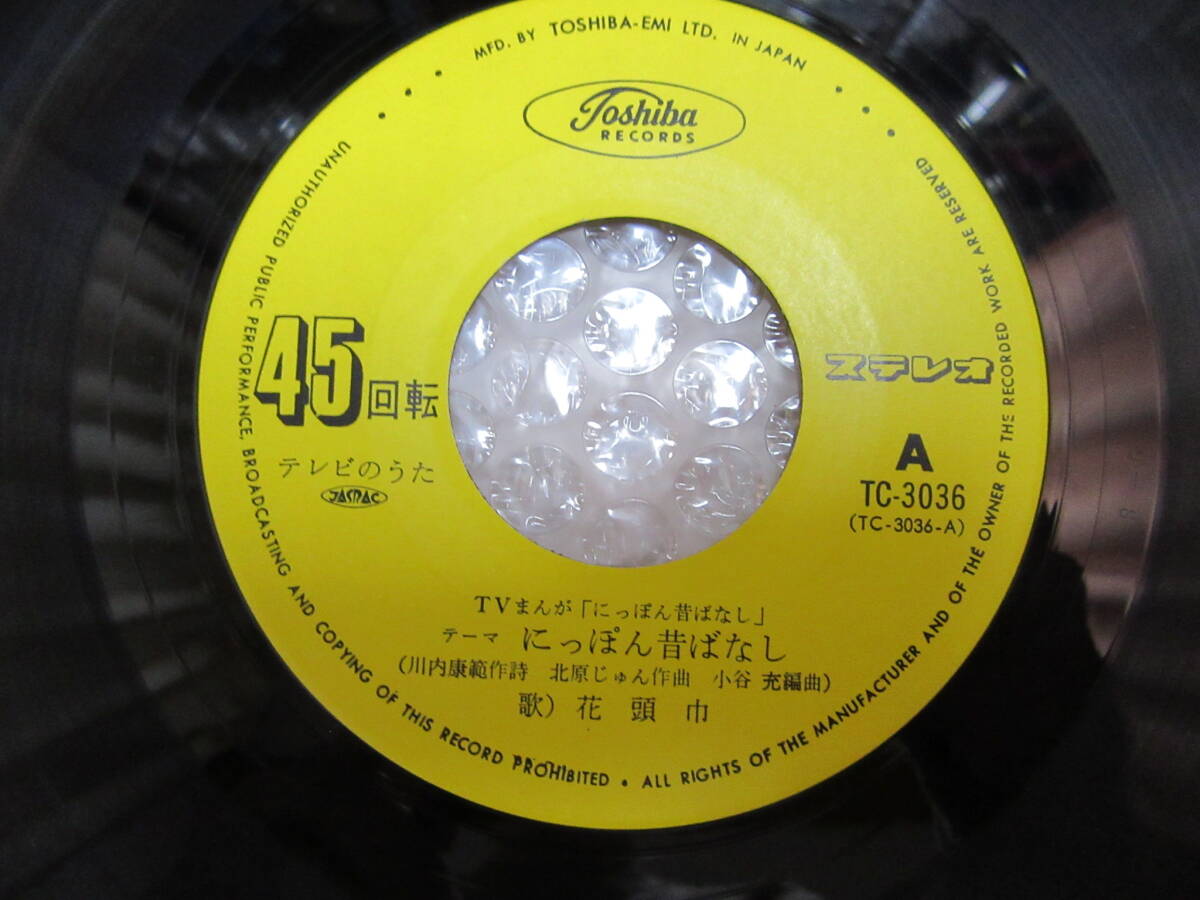 MFD. BY TOSHIBA-EMI LTD. IN JAPAN
Toshiba
RECORDS
45回転
ステレオ
テレビのうた
JASRAC
A
TC-3036
(TC-3036-A)
TVまんが「にっぽん昔ばなし」
テーマ にっぽん昔ばなし
(川内康範作詩 北原じゅん作曲 小谷 充編曲)
歌) 花頭巾
UNAUTHORIZED PUBLIC PERFORMANCE, BROADCASTING AND COPYING OF THIS RECORD PROHIBITED • ALL RIGHTS OF THE MANUFACTURER AND OF THE OWNER OF THE RECORDED WORK ARE RESERVED